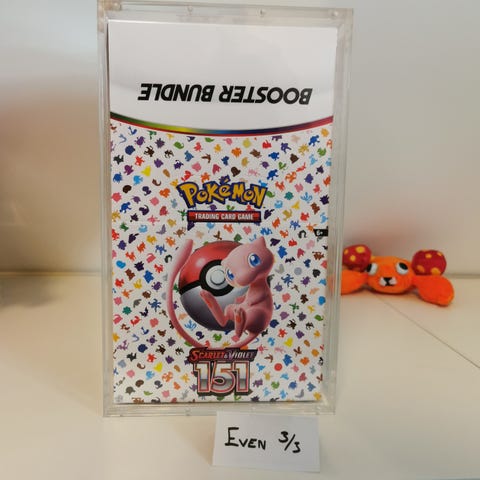 BOOSTER BUNDLE
POKéMON
TRADING CARD GAME
6+
SCARLET & VIOLET
151
EVEN 3/3